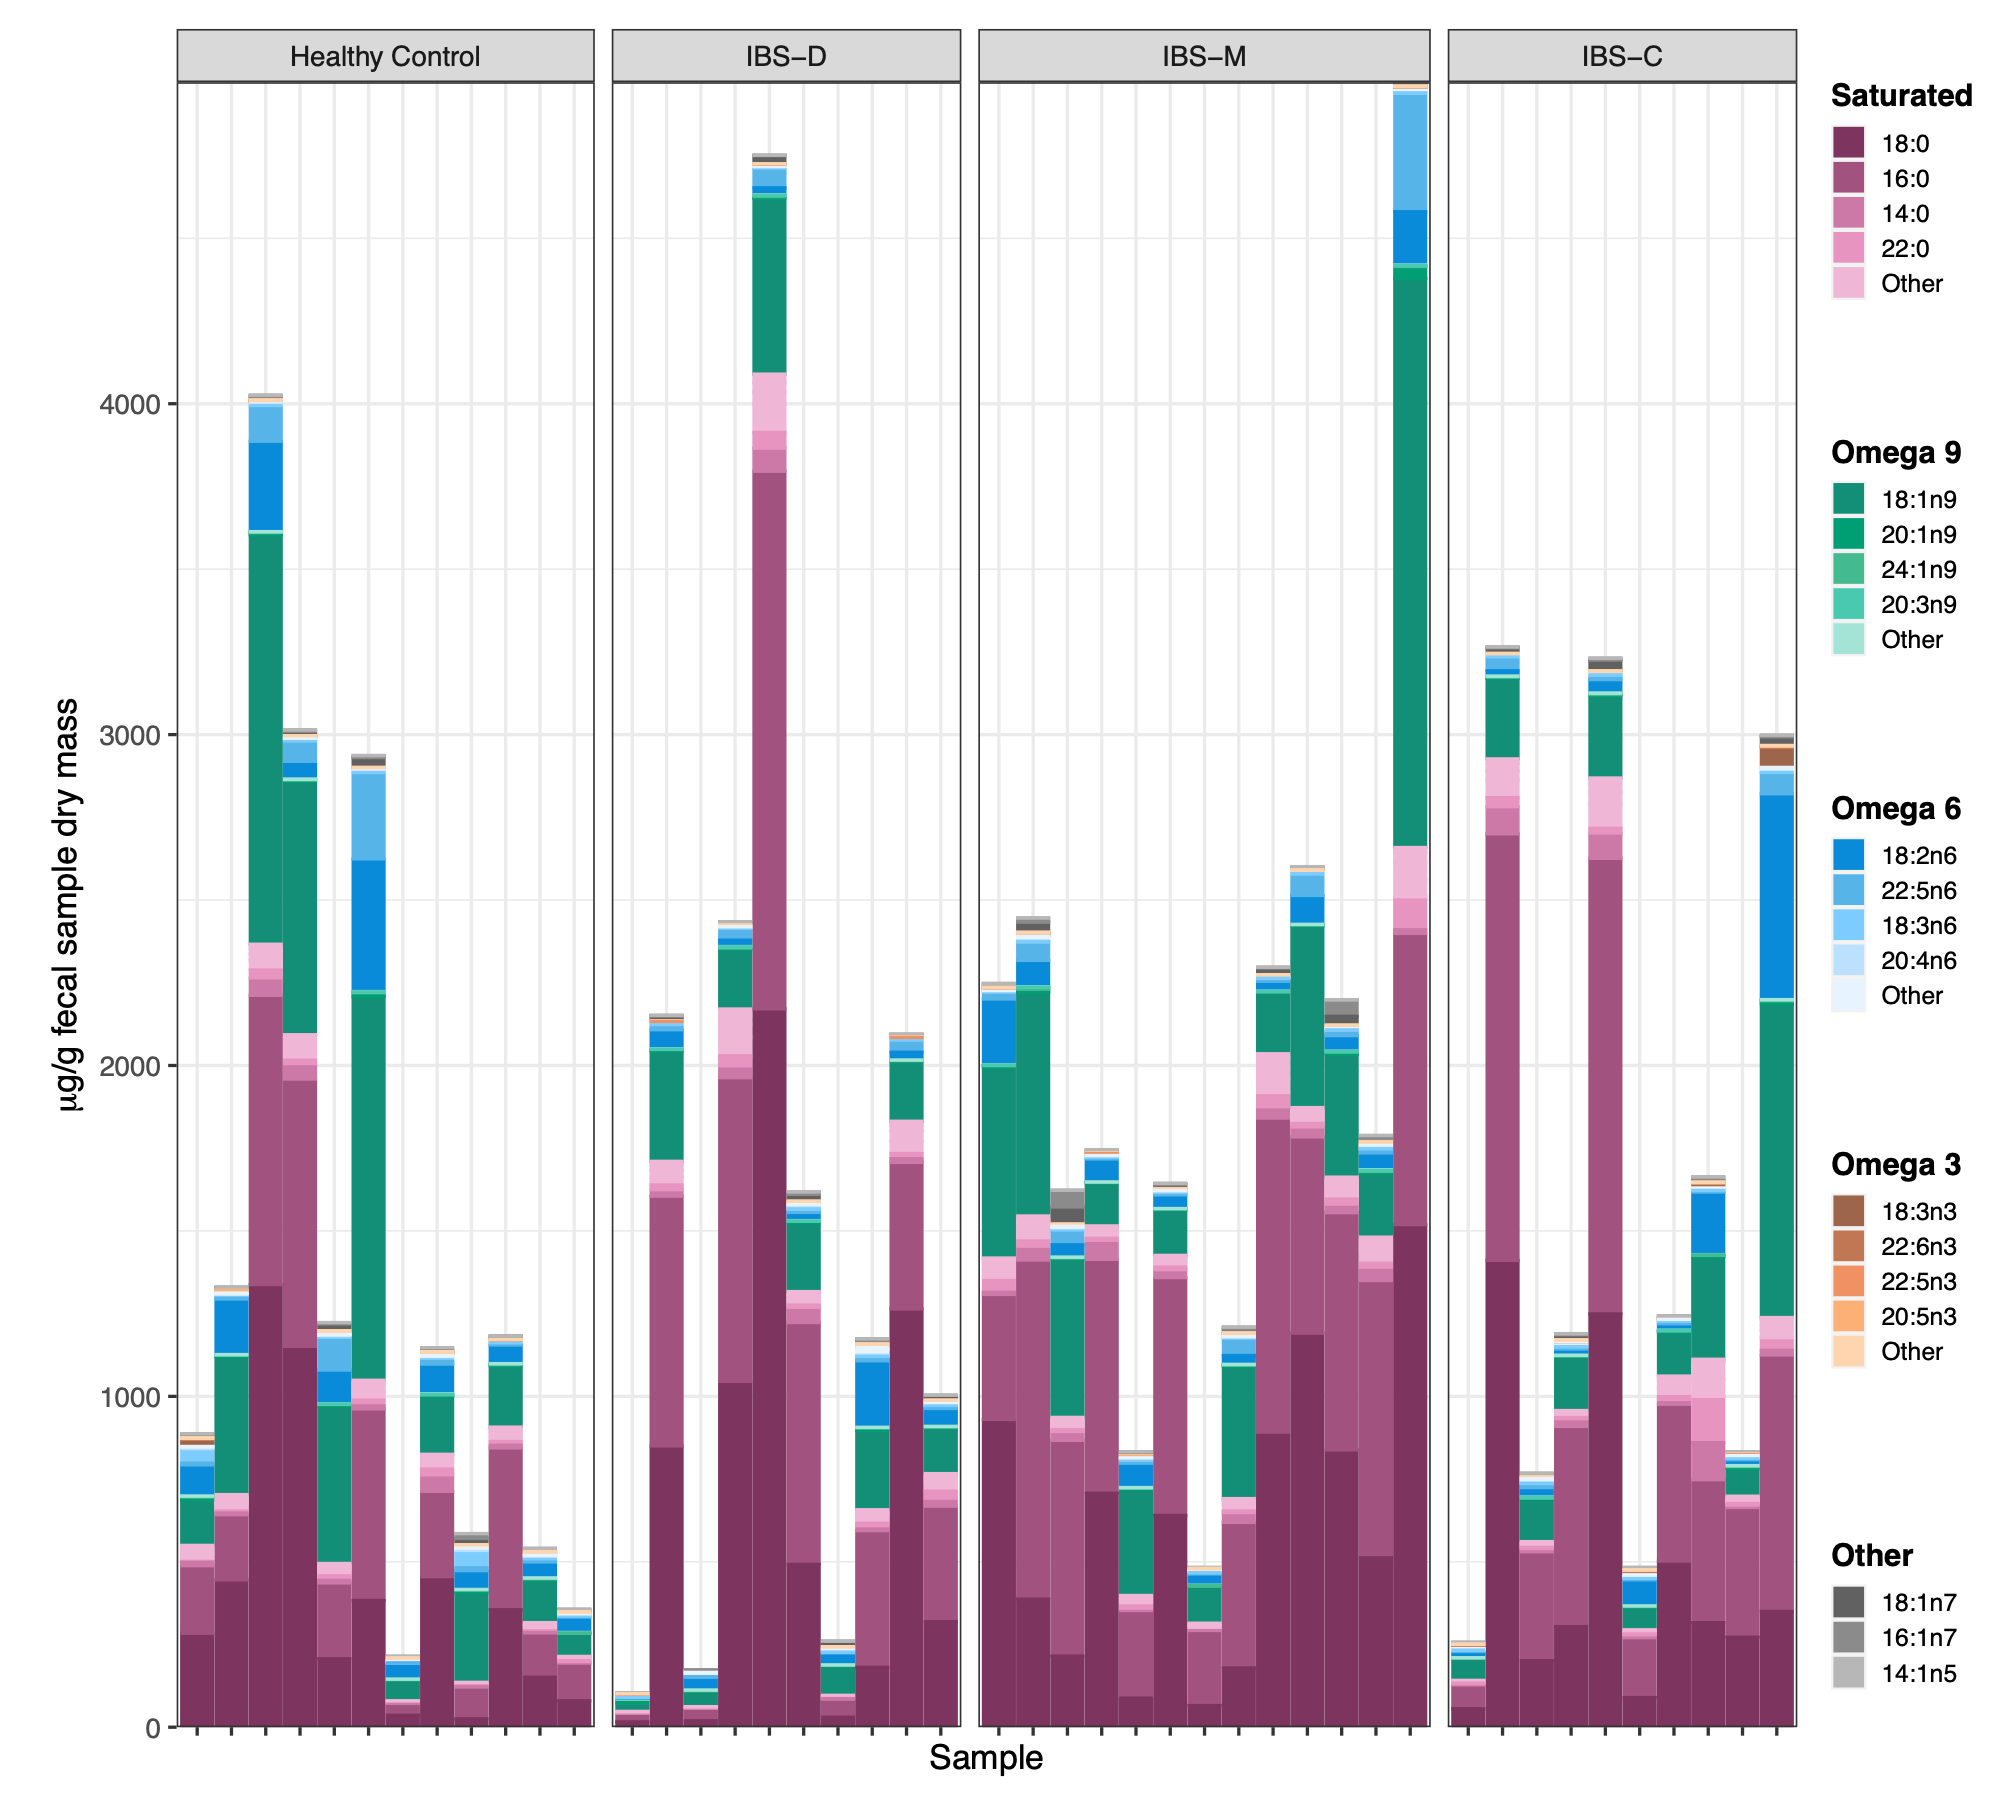 Healthy Control
IBS–D
IBS–M
IBS–C
µg/g fecal sample dry mass
4000
3000
2000
1000
0
Sample
Saturated
18:0
16:0
14:0
22:0
Other
Omega 9
18:1n9
20:1n9
24:1n9
20:3n9
Other
Omega 6
18:2n6
22:5n6
18:3n6
20:4n6
Other
Omega 3
18:3n3
22:6n3
22:5n3
20:5n3
Other
Other
18:1n7
16:1n7
14:1n5